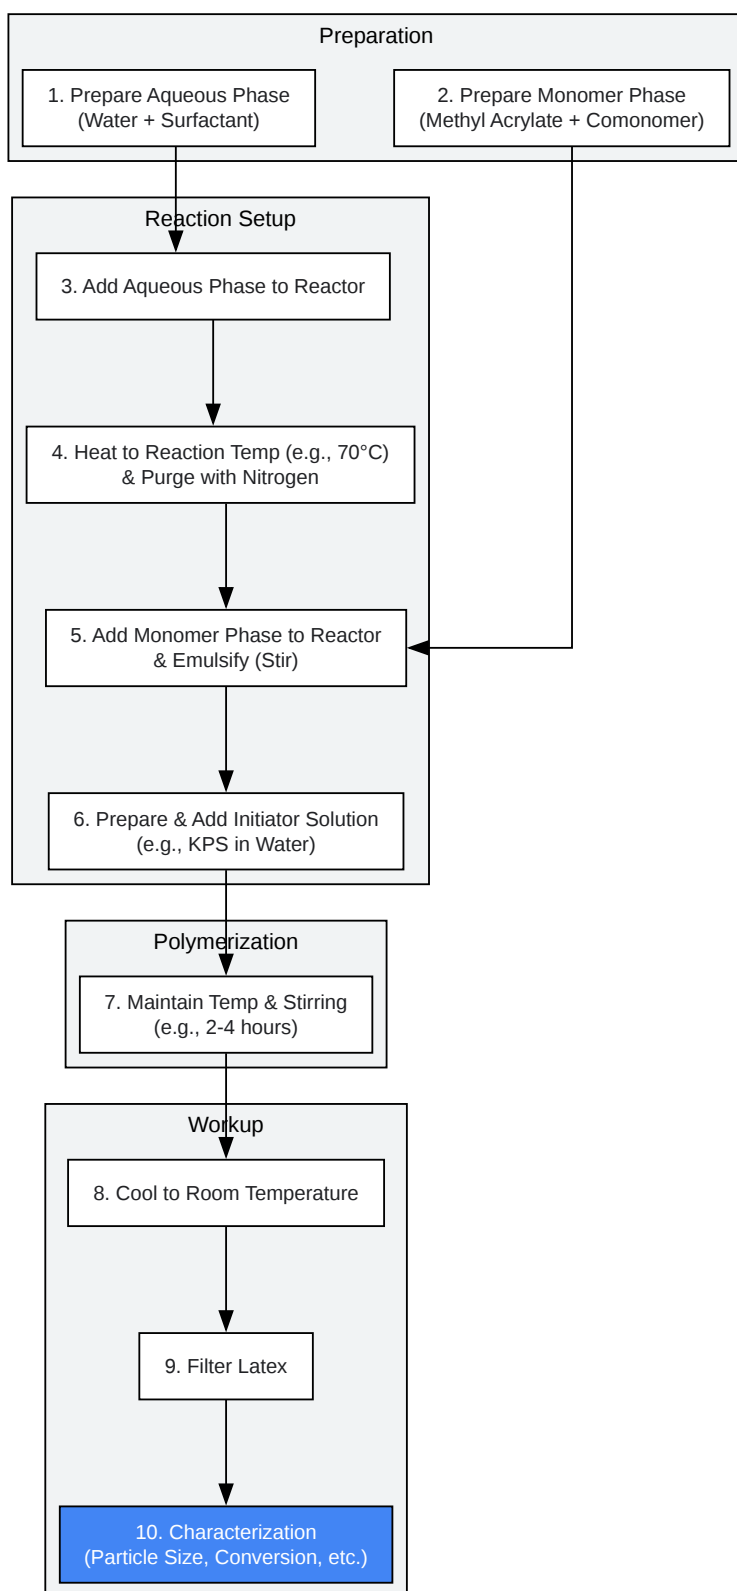 Preparation
1. Prepare Aqueous Phase
(Water + Surfactant)
2. Prepare Monomer Phase
(Methyl Acrylate + Comonomer)
Reaction Setup
3. Add Aqueous Phase to Reactor
4. Heat to Reaction Temp (e.g., 70°C)
& Purge with Nitrogen
5. Add Monomer Phase to Reactor
& Emulsify (Stir)
6. Prepare & Add Initiator Solution
(e.g., KPS in Water)
Polymerization
7. Maintain Temp & Stirring
(e.g., 2-4 hours)
Workup
8. Cool to Room Temperature
9. Filter Latex
10. Characterization
(Particle Size, Conversion, etc.)